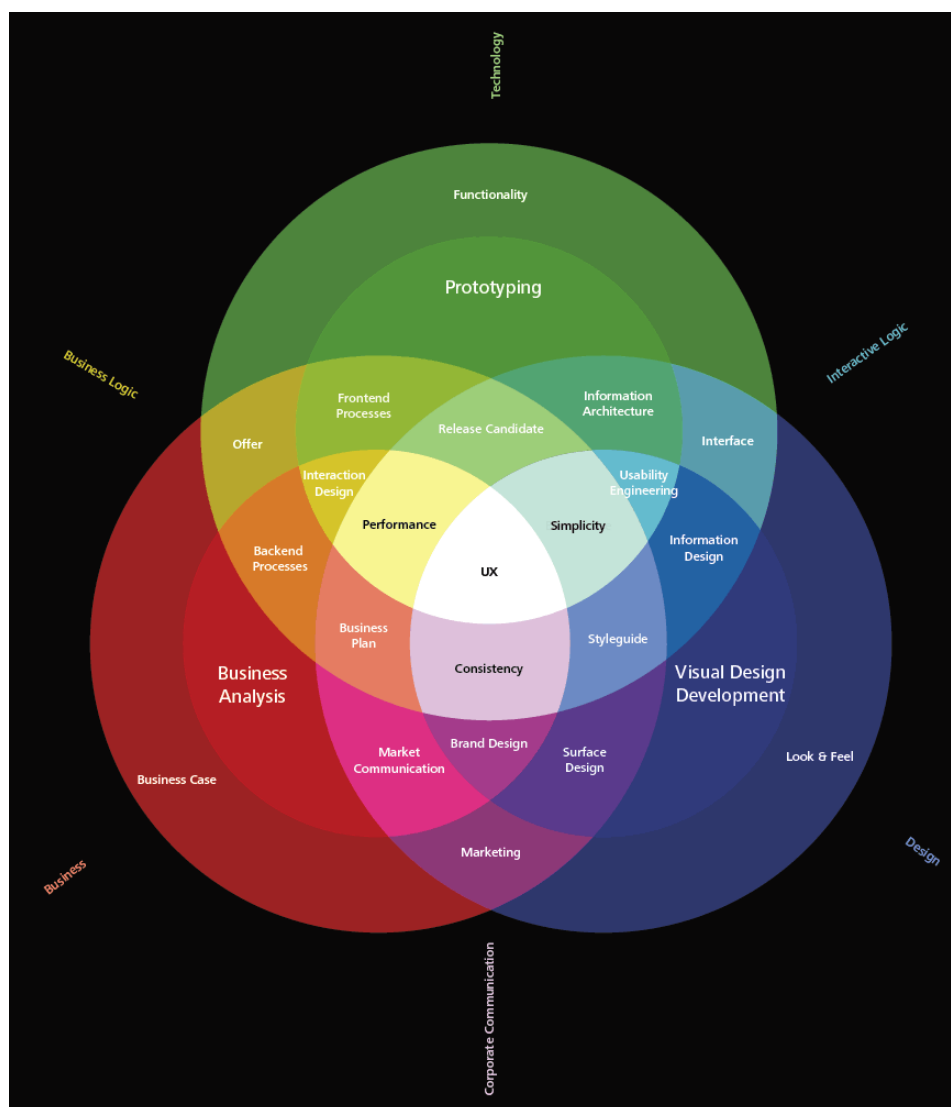 Technology
Functionality
Prototyping
Business Logic
Interactive Logic
Frontend
Processes
Information
Architecture
Release Candidate
Offer
Interface
Interaction
Design
Usability
Engineering
Performance
Simplicity
Backend
Processes
Information
Design
UX
Business
Plan
Styleguide
Consistency
Business
Analysis
Visual Design
Development
Brand Design
Market
Communication
Surface
Design
Business Case
Look & Feel
Marketing
Business
Design
Corporate Communication